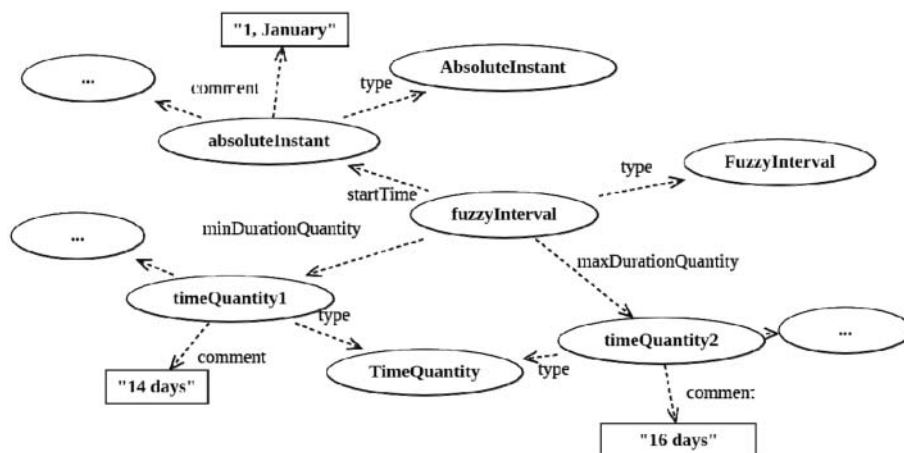 "1, January"
AbsoluteInstant
...
comment
type
absoluteInstant
FuzzyInterval
type
startTime
fuzzyInterval
minDurationQuantity
...
maxDurationQuantity
timeQuantity1
type
...
timeQuantity2
comment
TimeQuantity
type
"14 days"
comment
"16 days"